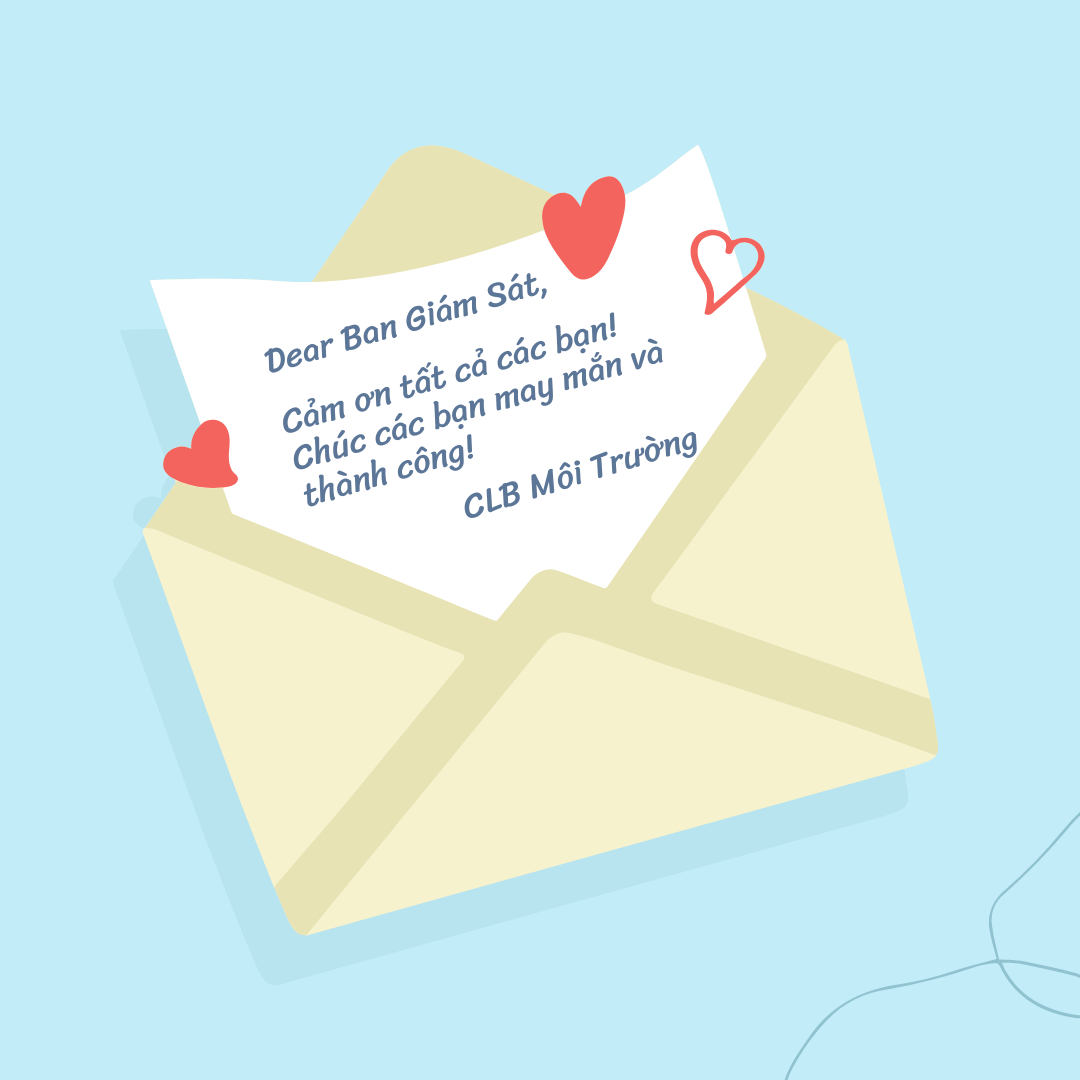 Dear Ban Giám Sát,
Cảm ơn tất cả các bạn!
Chúc các bạn may mắn và
thành công!
CLB Môi Trường